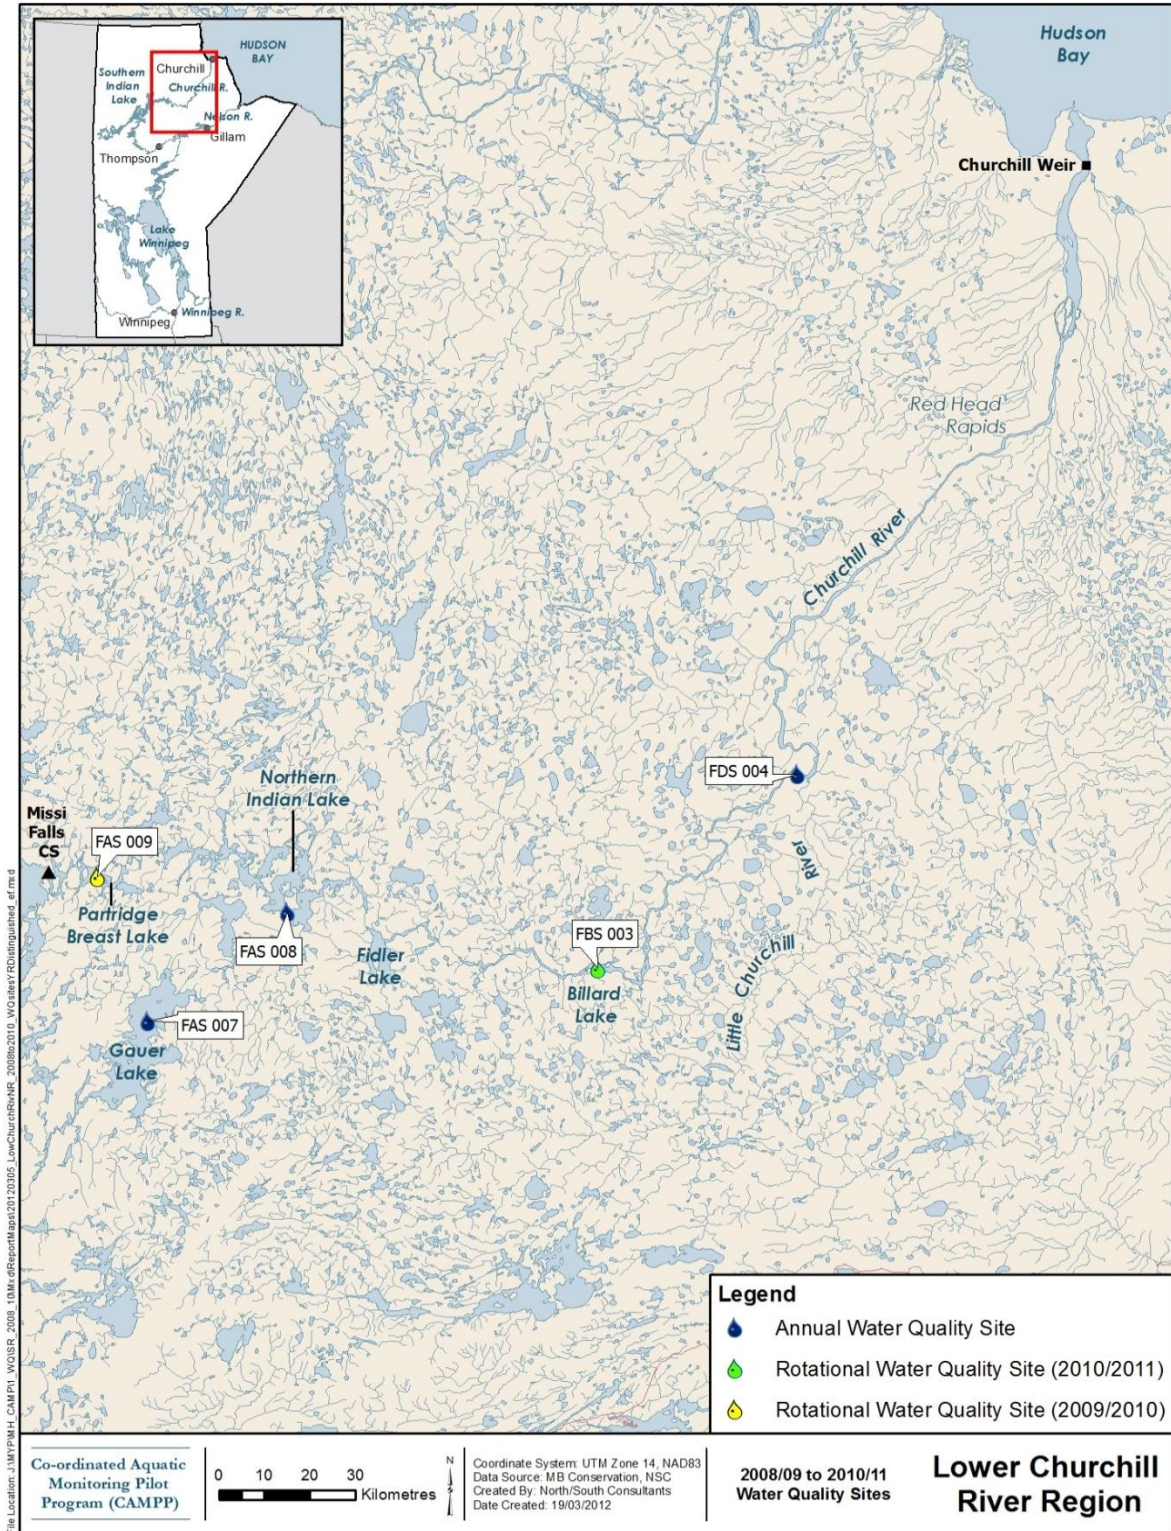 HUDSON
BAY
Churchill
Southern
Indian
Lake
Churchill R.
Nelson R.
Gillam
Thompson
Lake
Winnipeg
Winnipeg R.
Winnipeg
Hudson
Bay
Churchill Weir
Red Head
Rapids
Churchill River
FDS 004
Northern
Indian Lake
Missi
Falls
CS
FAS 009
Partridge
Breast Lake
FAS 008
Fidler
Lake
FBS 003
Billard
Lake
Little Churchill River
FAS 007
Gauer
Lake
Legend
Annual Water Quality Site
Rotational Water Quality Site (2010/2011)
Rotational Water Quality Site (2009/2010)
Co-ordinated Aquatic
Monitoring Pilot
Program (CAMPP)
0 10 20 30
Kilometres
N
Coordinate System: UTM Zone 14, NAD83
Data Source: MB Conservation, NSC
Created By: North/South Consultants
Date Created: 19/03/2012
2008/09 to 2010/11
Water Quality Sites
Lower Churchill
River Region